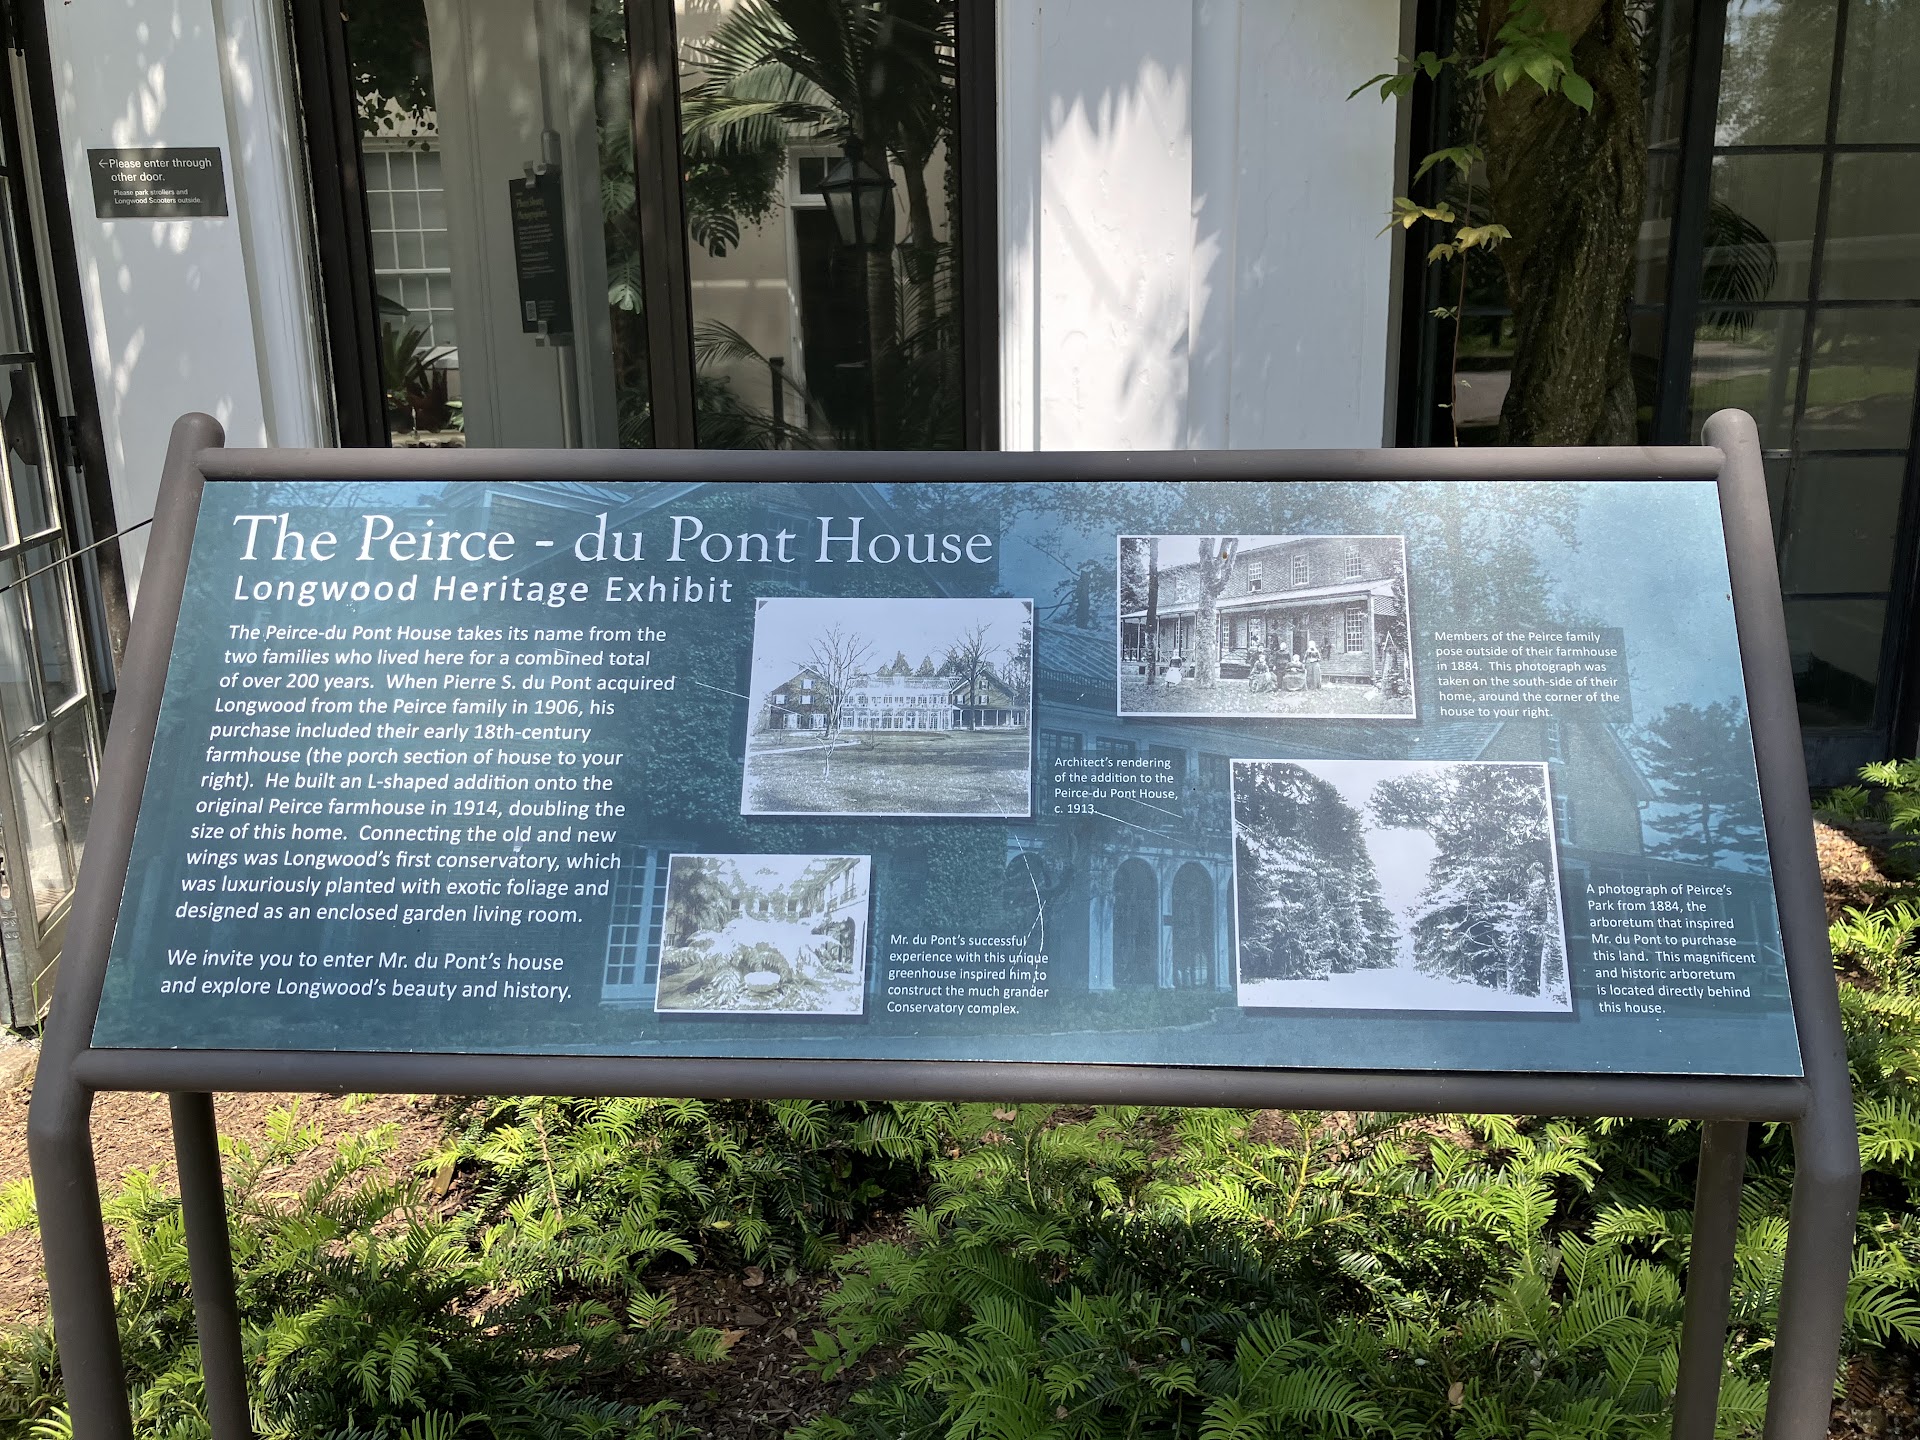 ←Please enter through
other door.
Please park strollers and
Longwood Scooters outside.
The Peirce - du Pont House
Longwood Heritage Exhibit
The Peirce-du Pont House takes its name from the
two families who lived here for a combined total
of over 200 years. When Pierre S. du Pont acquired
Longwood from the Peirce family in 1906, his
purchase included their early 18th-century
farmhouse (the porch section of house to your
right). He built an L-shaped addition onto the
original Peirce farmhouse in 1914, doubling the
size of this home. Connecting the old and new
wings was Longwood's first conservatory, which
was luxuriously planted with exotic foliage and
designed as an enclosed garden living room.
We invite you to enter Mr. du Pont's house
and explore Longwood's beauty and history.
Architect's rendering
of the addition to the
Peirce-du Pont House,
c. 1913.
Mr. du Pont's successful
experience with this unique
greenhouse inspired him to
construct the much grander
Conservatory complex.
Members of the Peirce family
pose outside of their farmhouse
in 1884. This photograph was
taken on the south-side of their
home, around the corner of the
house to your right.
A photograph of Peirce's
Park from 1884, the
arboretum that inspired
Mr. du Pont to purchase
this land. This magnificent
and historic arboretum
is located directly behind
this house.